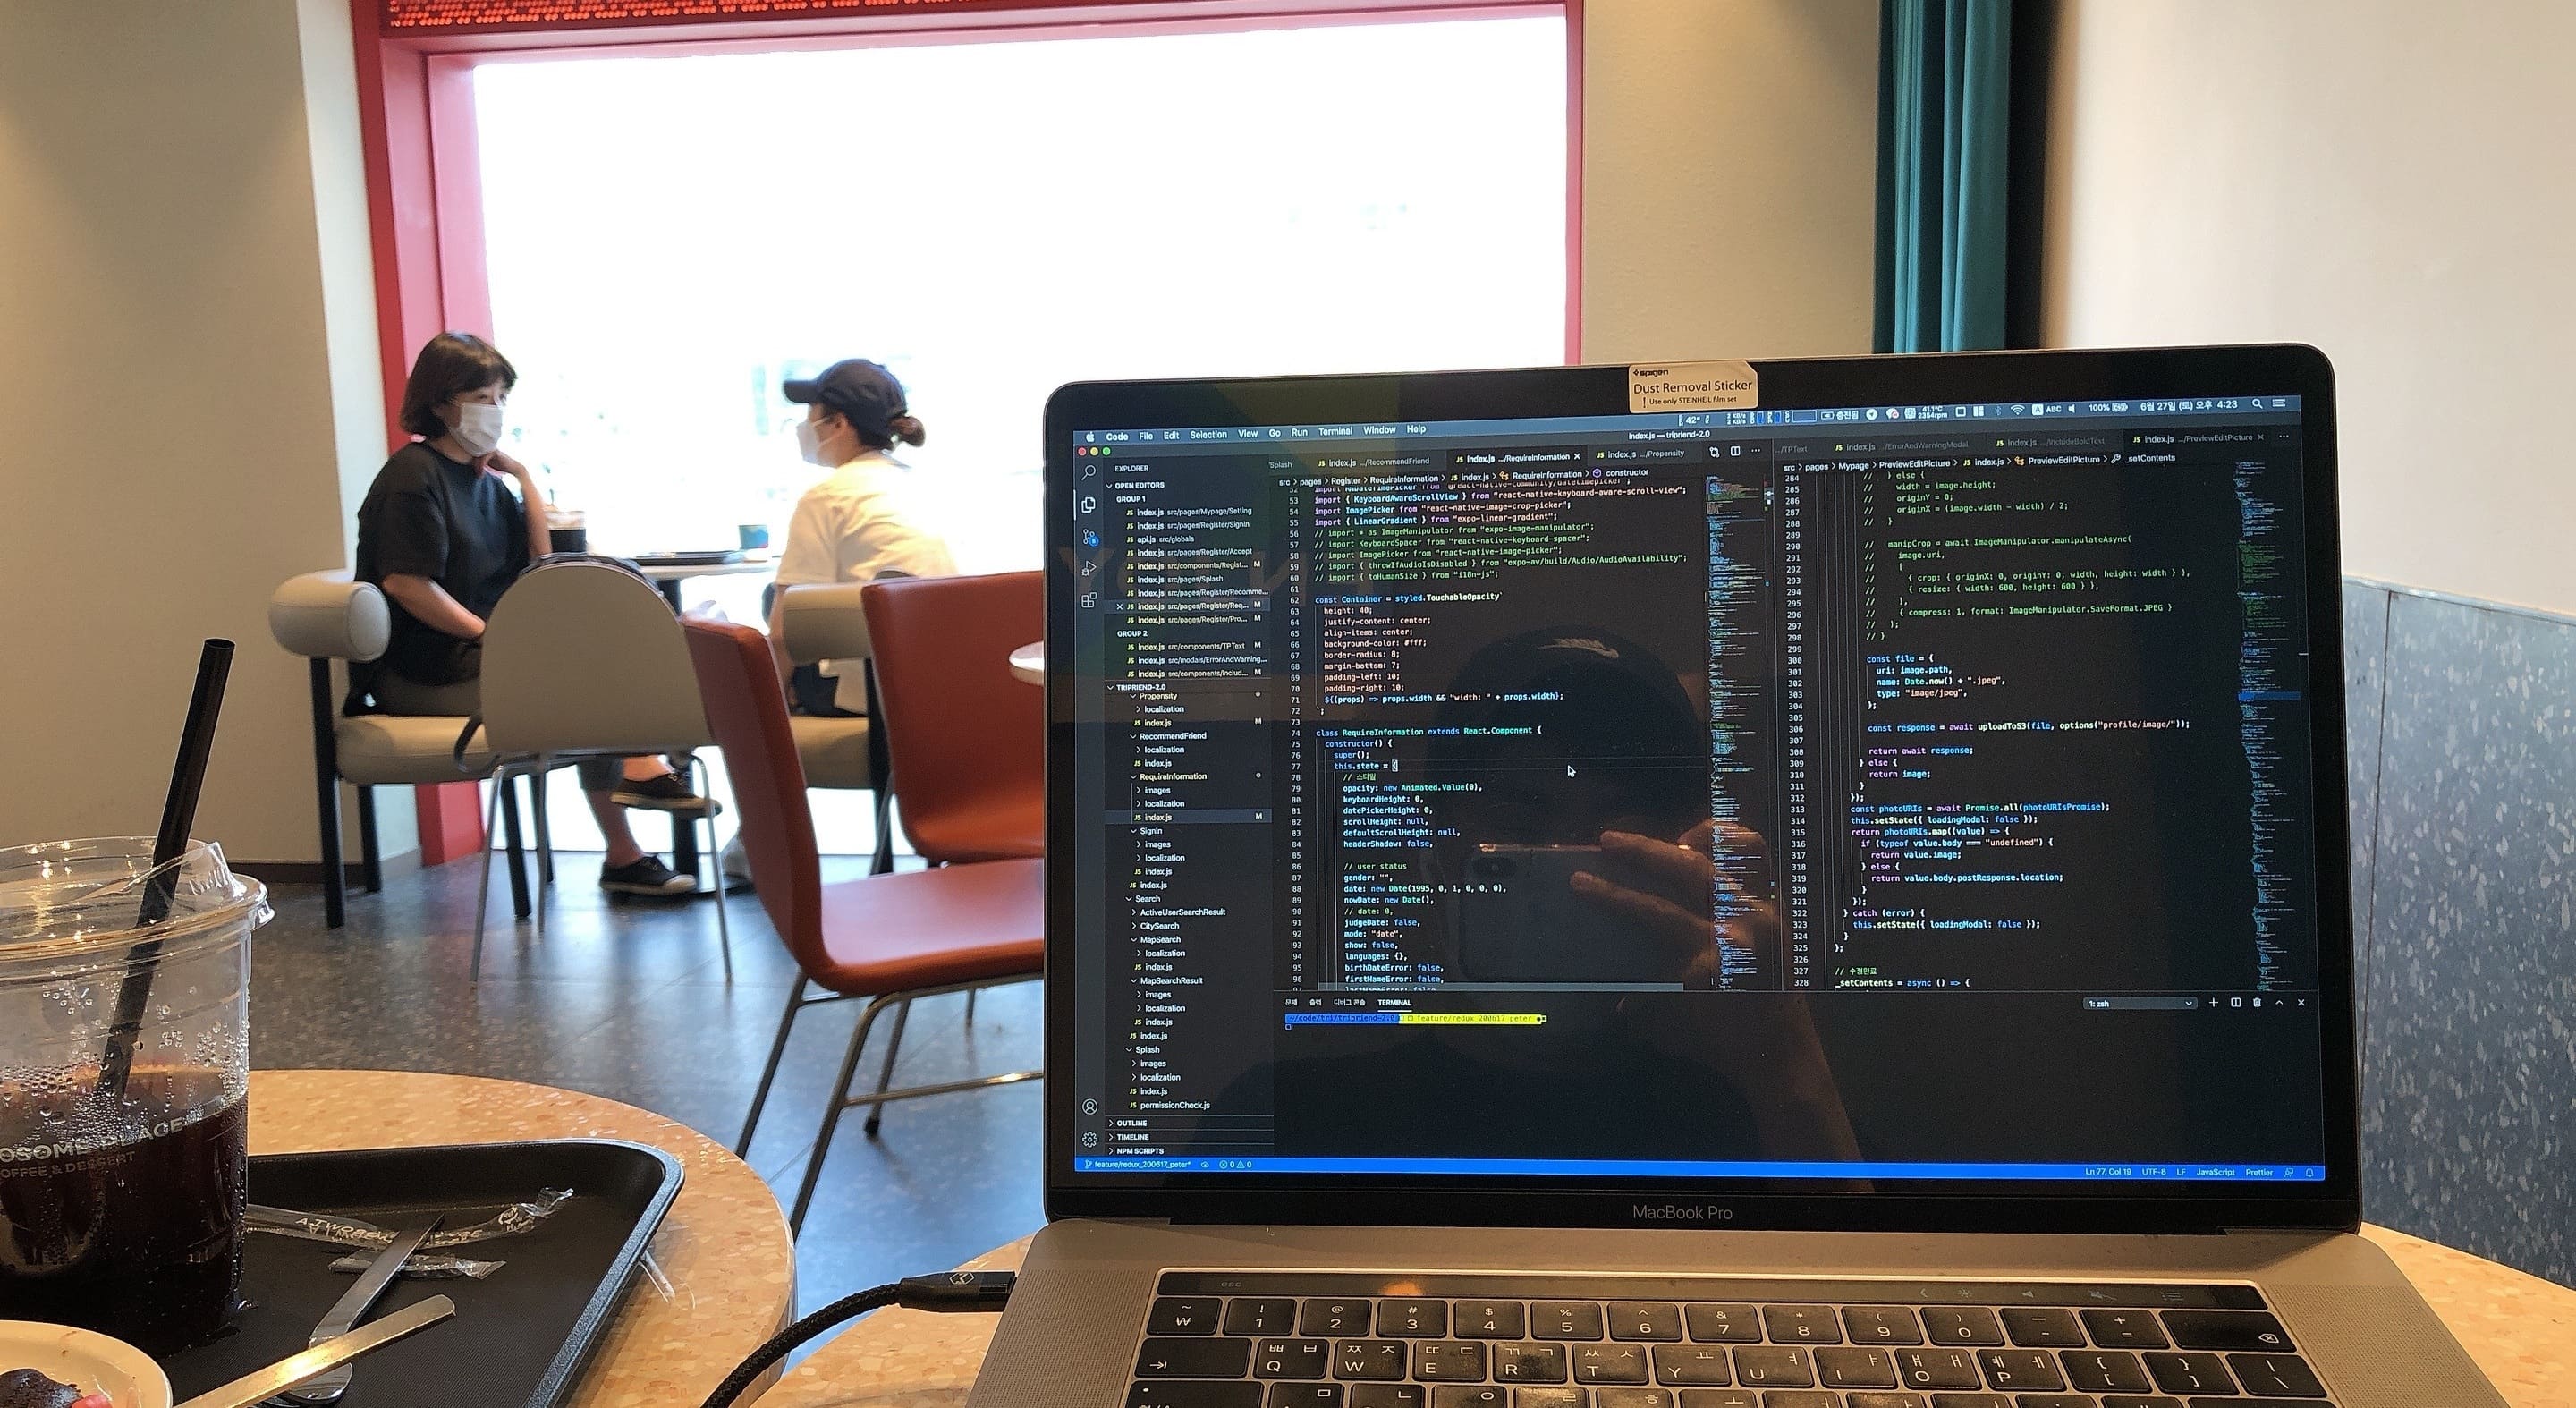 spigen
Dust Removal Sticker
! Use only STEINHEIL film set
Code File Edit Selection View Go Run Terminal Window Help
42°
41.1°C
2354rpm
ABC
100%
6월 27일 (토) 오후 4:23
index.js — tripriend-2.0
EXPLORER
OPEN EDITORS
GROUP 1
index.js src/pages/Mypage/Setting
index.js src/pages/Register/Signin
api.js src/globals
index.js src/pages/Register/Accept
index.js src/components/Regist... M
index.js src/pages/Splash
index.js src/pages/Register/Recomme...
index.js src/pages/Register/Req... M
index.js src/pages/Register/Pro... M
GROUP 2
index.js src/components/TPText M
index.js src/modals/ErrorAndWarning...
index.js src/components/Includ... M
TRIPRIEND-2.0
Propensity
localization
index.js M
RecommendFriend
localization
index.js
RequireInformation
images
localization
index.js M
SignIn
images
localization
index.js
index.js
Search
ActiveUserSearchResult
CitySearch
MapSearch
localization
index.js
MapSearchResult
images
localization
index.js
index.js
Splash
images
localization
index.js
permissionCheck.js
OUTLINE
TIMELINE
NPM SCRIPTS
Splash
index.js .../RecommendFriend
index.js .../RequireInformation
index.js .../Propensity
src > pages > Register > RequireInformation > index.js > RequireInformation > constructor
53 import { KeyboardAwareScrollView } from "react-native-keyboard-aware-scroll-view";
54 import ImagePicker from "react-native-image-crop-picker";
55 import { LinearGradient } from "expo-linear-gradient";
56 // import * as ImageManipulator from "expo-image-manipulator";
57 // import KeyboardSpacer from "react-native-keyboard-spacer";
58 // import ImagePicker from "react-native-image-picker";
59 // import { throwIfAudioIsDisabled } from "expo-av/build/Audio/AudioAvailability";
60 // import { toHumanSize } from "i18n-js";
61
62 const Container = styled.TouchableOpacity`
63 height: 40;
64 justify-content: center;
65 align-items: center;
66 background-color: #fff;
67 border-radius: 8;
68 margin-bottom: 7;
69 padding-left: 10;
70 padding-right: 10;
71 ${(props) => props.width && "width: " + props.width};
72 `;
73
74 class RequireInformation extends React.Component {
75 constructor() {
76 super();
77 this.state = {
78 // 스타일
79 opacity: new Animated.Value(0),
80 keyboardHeight: 0,
81 datePickerHeight: 0,
82 scrollHeight: null,
83 defaultScrollHeight: null,
84 headerShadow: false,
85
86 // user status
87 gender: "",
88 date: new Date(1995, 0, 1, 0, 0, 0),
89 nowDate: new Date(),
90 // date: 0,
91 judgeDate: false,
92 mode: "date",
93 show: false,
94 languages: {},
95 birthDateError: false,
96 firstNameError: false,
.../TPText
index.js .../ErrorAndWarningModal
index.js .../IncludeBoldText
index.js .../PreviewEditPicture
src > pages > Mypage > PreviewEditPicture > index.js > PreviewEditPicture > _setContents
284 // } else {
285 // width = image.height;
286 // originY = 0;
287 // originX = (image.width - width) / 2;
288 // }
289
290 // manipCrop = await ImageManipulator.manipulateAsync(
291 // image.uri,
292 // [
293 // { crop: { originX: 0, originY: 0, width, height: width } },
294 // { resize: { width: 600, height: 600 } },
295 // ],
296 // { compress: 1, format: ImageManipulator.SaveFormat.JPEG }
297 // );
298 // }
299
300 const file = {
301 uri: image.path,
302 name: Date.now() + ".jpeg",
303 type: "image/jpeg",
304 };
305
306 const response = await uploadToS3(file, options("profile/image/"));
307
308 return await response;
309 } else {
310 return image;
311 }
312 });
313 const photoURIs = await Promise.all(photoURIsPromise);
314 this.setState({ loadingModal: false });
315 return photoURIs.map((value) => {
316 if (typeof value.body === "undefined") {
317 return value.image;
318 } else {
319 return value.body.postResponse.location;
320 }
321 });
322 } catch (error) {
323 this.setState({ loadingModal: false });
324 }
325 };
326
327 // 수정완료
328 _setContents = async () => {
문제 출력 디버그 콘솔 TERMINAL
1: zsh
~/code/tri/tripriend-2.0 feature/redux_200617_peter
feature/redux_200617_peter* 0 0
Ln 77, Col 19 UTF-8 LF JavaScript Prettier
MacBook Pro
esc
~ ! @ # $ % ^ & * ( ) — +
₩ 1 2 3 4 5 6 7 8 9 0 - =
ㅃ ㅂ ㅉ ㅈ ㄸ ㄷ ㄲ ㄱ ㅆ ㅅ ㅛ ㅕ ㅑ ㅒ ㅐ ㅖ ㅔ { } |
Q W E R T Y U I O P [ ] \
ㅁ ㄴ ㅇ ㄹ ㅎ
OSOME PLACE
OFFEE & DESSERT
A TWOSOME